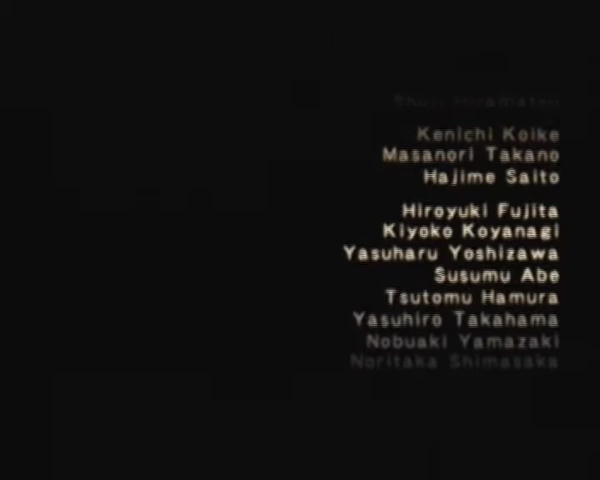 Kenichi Koike
Masanori Takano
Hajime Saito
Hiroyuki Fujita
Kiyoko Koyanagi
Yasuharu Yoshizawa
Susumu Abe
Tsutomu Hamura
Yasuhiro Takahama
Nobuaki Yamazaki
Noritaka Shimasaka